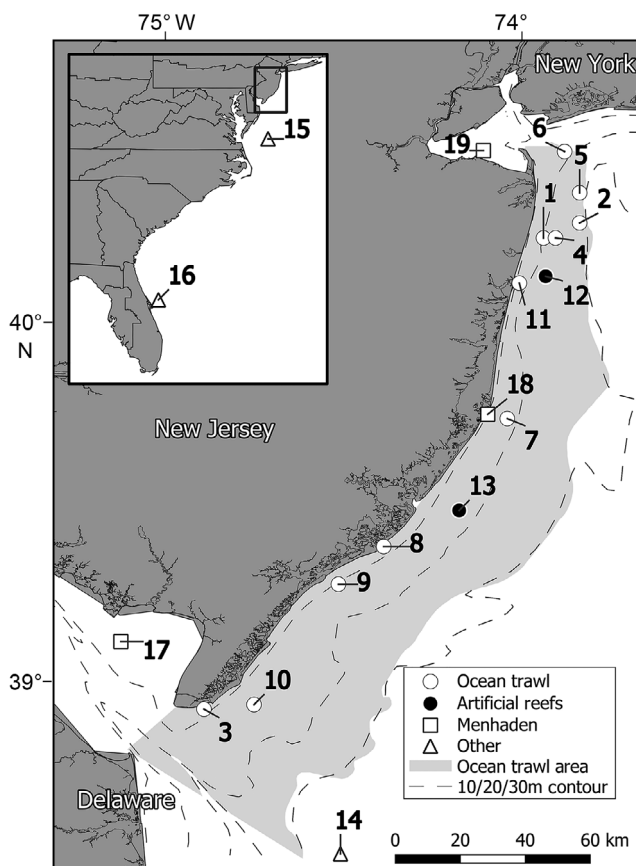 75° W
74°
New York
15
16
19
6
5
1
2
4
12
11
40°
N
18
7
New Jersey
13
8
9
17
39°
10
3
Ocean trawl
Artificial reefs
Menhaden
Other
Ocean trawl area
10/20/30m contour
Delaware
14
0 20 40 60 km